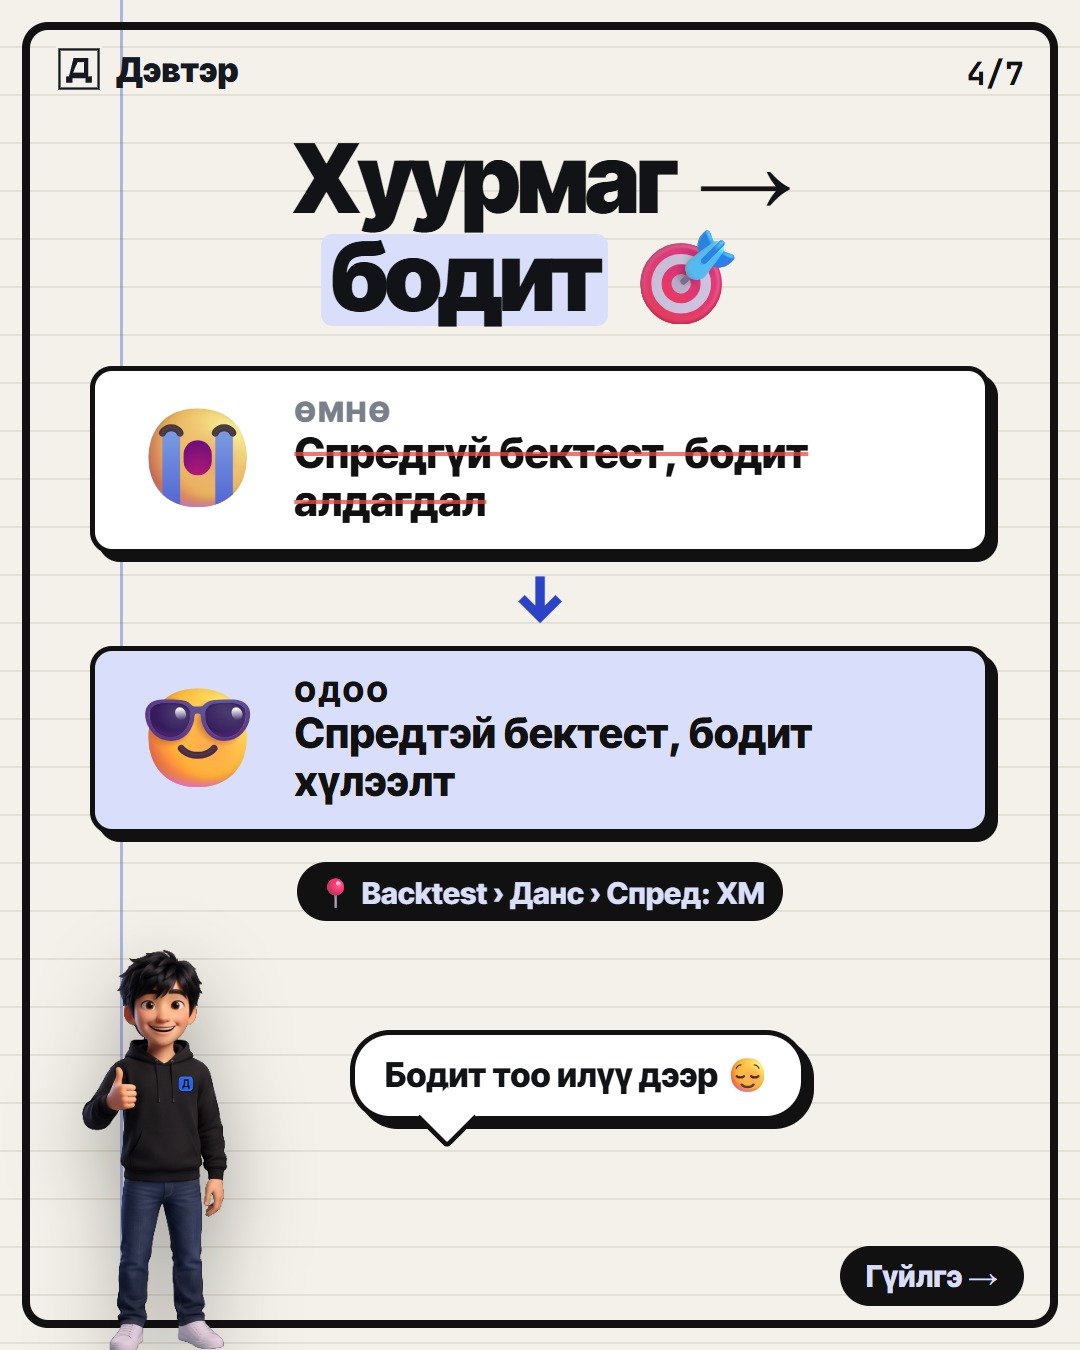 Д Дэвтэр
4/7
Хуурмаг →
бодит
өмнө
Спредгүй бектест, бодит
алдагдал
одоо
Спредтэй бектест, бодит
хүлээлт
Backtest › Данс › Спред: XM
Д
Бодит тоо илүү дээр
Гүйлгэ →